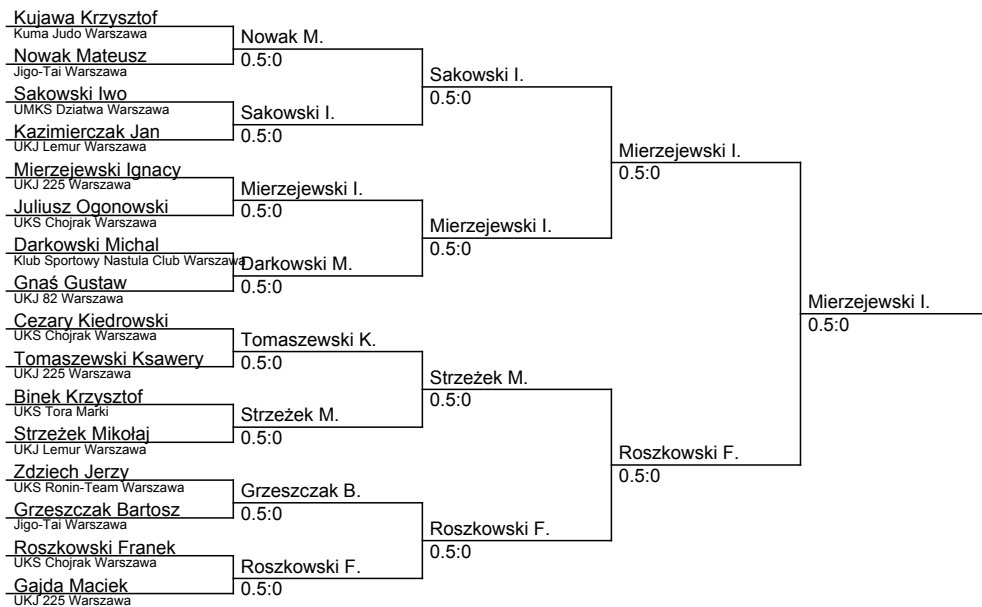 Kujawa Krzysztof
Kuma Judo Warszawa
Nowak Mateusz
Jigo-Tai Warszawa
Sakowski Iwo
UMKS Dziatwa Warszawa
Kazimierczak Jan
UKJ Lemur Warszawa
Mierzejewski Ignacy
UKJ 225 Warszawa
Juliusz Ogonowski
UKS Chojrak Warszawa
Darkowski Michal
Klub Sportowy Nastula Club Warszawa
Gnaś Gustaw
UKJ 82 Warszawa
Cezary Kiedrowski
UKS Chojrak Warszawa
Tomaszewski Ksawery
UKJ 225 Warszawa
Binek Krzysztof
UKS Tora Marki
Strzeżek Mikołaj
UKJ Lemur Warszawa
Zdziech Jerzy
UKS Ronin-Team Warszawa
Grzeszczak Bartosz
Jigo-Tai Warszawa
Roszkowski Franek
UKS Chojrak Warszawa
Gajda Maciek
UKJ 225 Warszawa
Nowak M.
0.5:0
Sakowski I.
0.5:0
Mierzejewski I.
0.5:0
Darkowski M.
0.5:0
Tomaszewski K.
0.5:0
Strzeżek M.
0.5:0
Grzeszczak B.
0.5:0
Roszkowski F.
0.5:0
Sakowski I.
0.5:0
Mierzejewski I.
0.5:0
Strzeżek M.
0.5:0
Roszkowski F.
0.5:0
Mierzejewski I.
0.5:0
Roszkowski F.
0.5:0
Mierzejewski I.
0.5:0